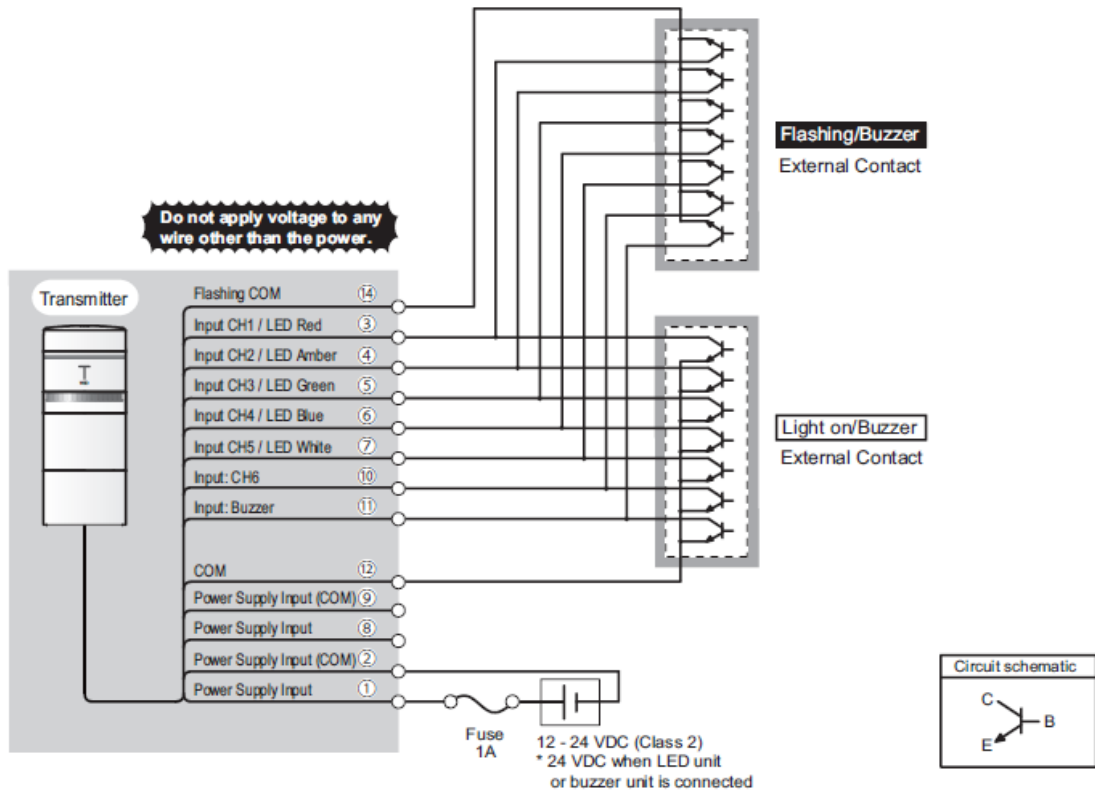 Flashing/Buzzer
External Contact
Do not apply voltage to any
wire other than the power.
Transmitter
Flashing COM ⑭
Input CH1 / LED Red ③
Input CH2 / LED Amber ④
Input CH3 / LED Green ⑤
Input CH4 / LED Blue ⑥
Input CH5 / LED White ⑦
Input: CH6 ⑩
Input: Buzzer ⑪
COM ⑫
Power Supply Input (COM) ⑨
Power Supply Input ⑧
Power Supply Input (COM) ②
Power Supply Input ①
Light on/Buzzer
External Contact
Fuse
1A
12 - 24 VDC (Class 2)
* 24 VDC when LED unit
or buzzer unit is connected
Circuit schematic
C
B
E